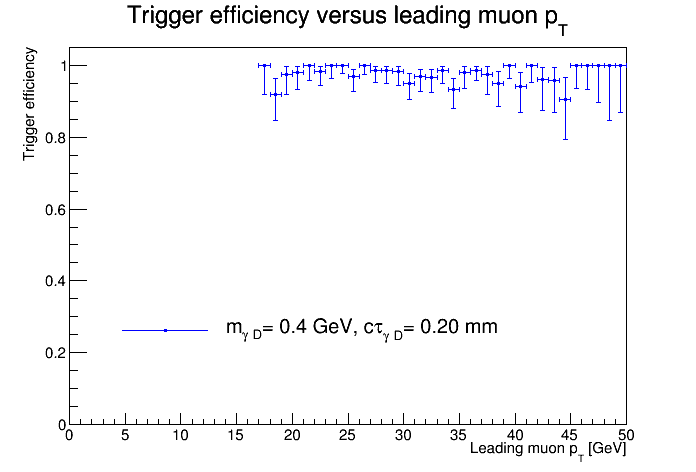 Trigger efficiency versus leading muon p_T
Trigger efficiency
1
0.8
0.6
0.4
0.2
0
m_γ D= 0.4 GeV, cτ_γ D= 0.20 mm
0 5 10 15 20 25 30 35 40 45 50
Leading muon p_T [GeV]